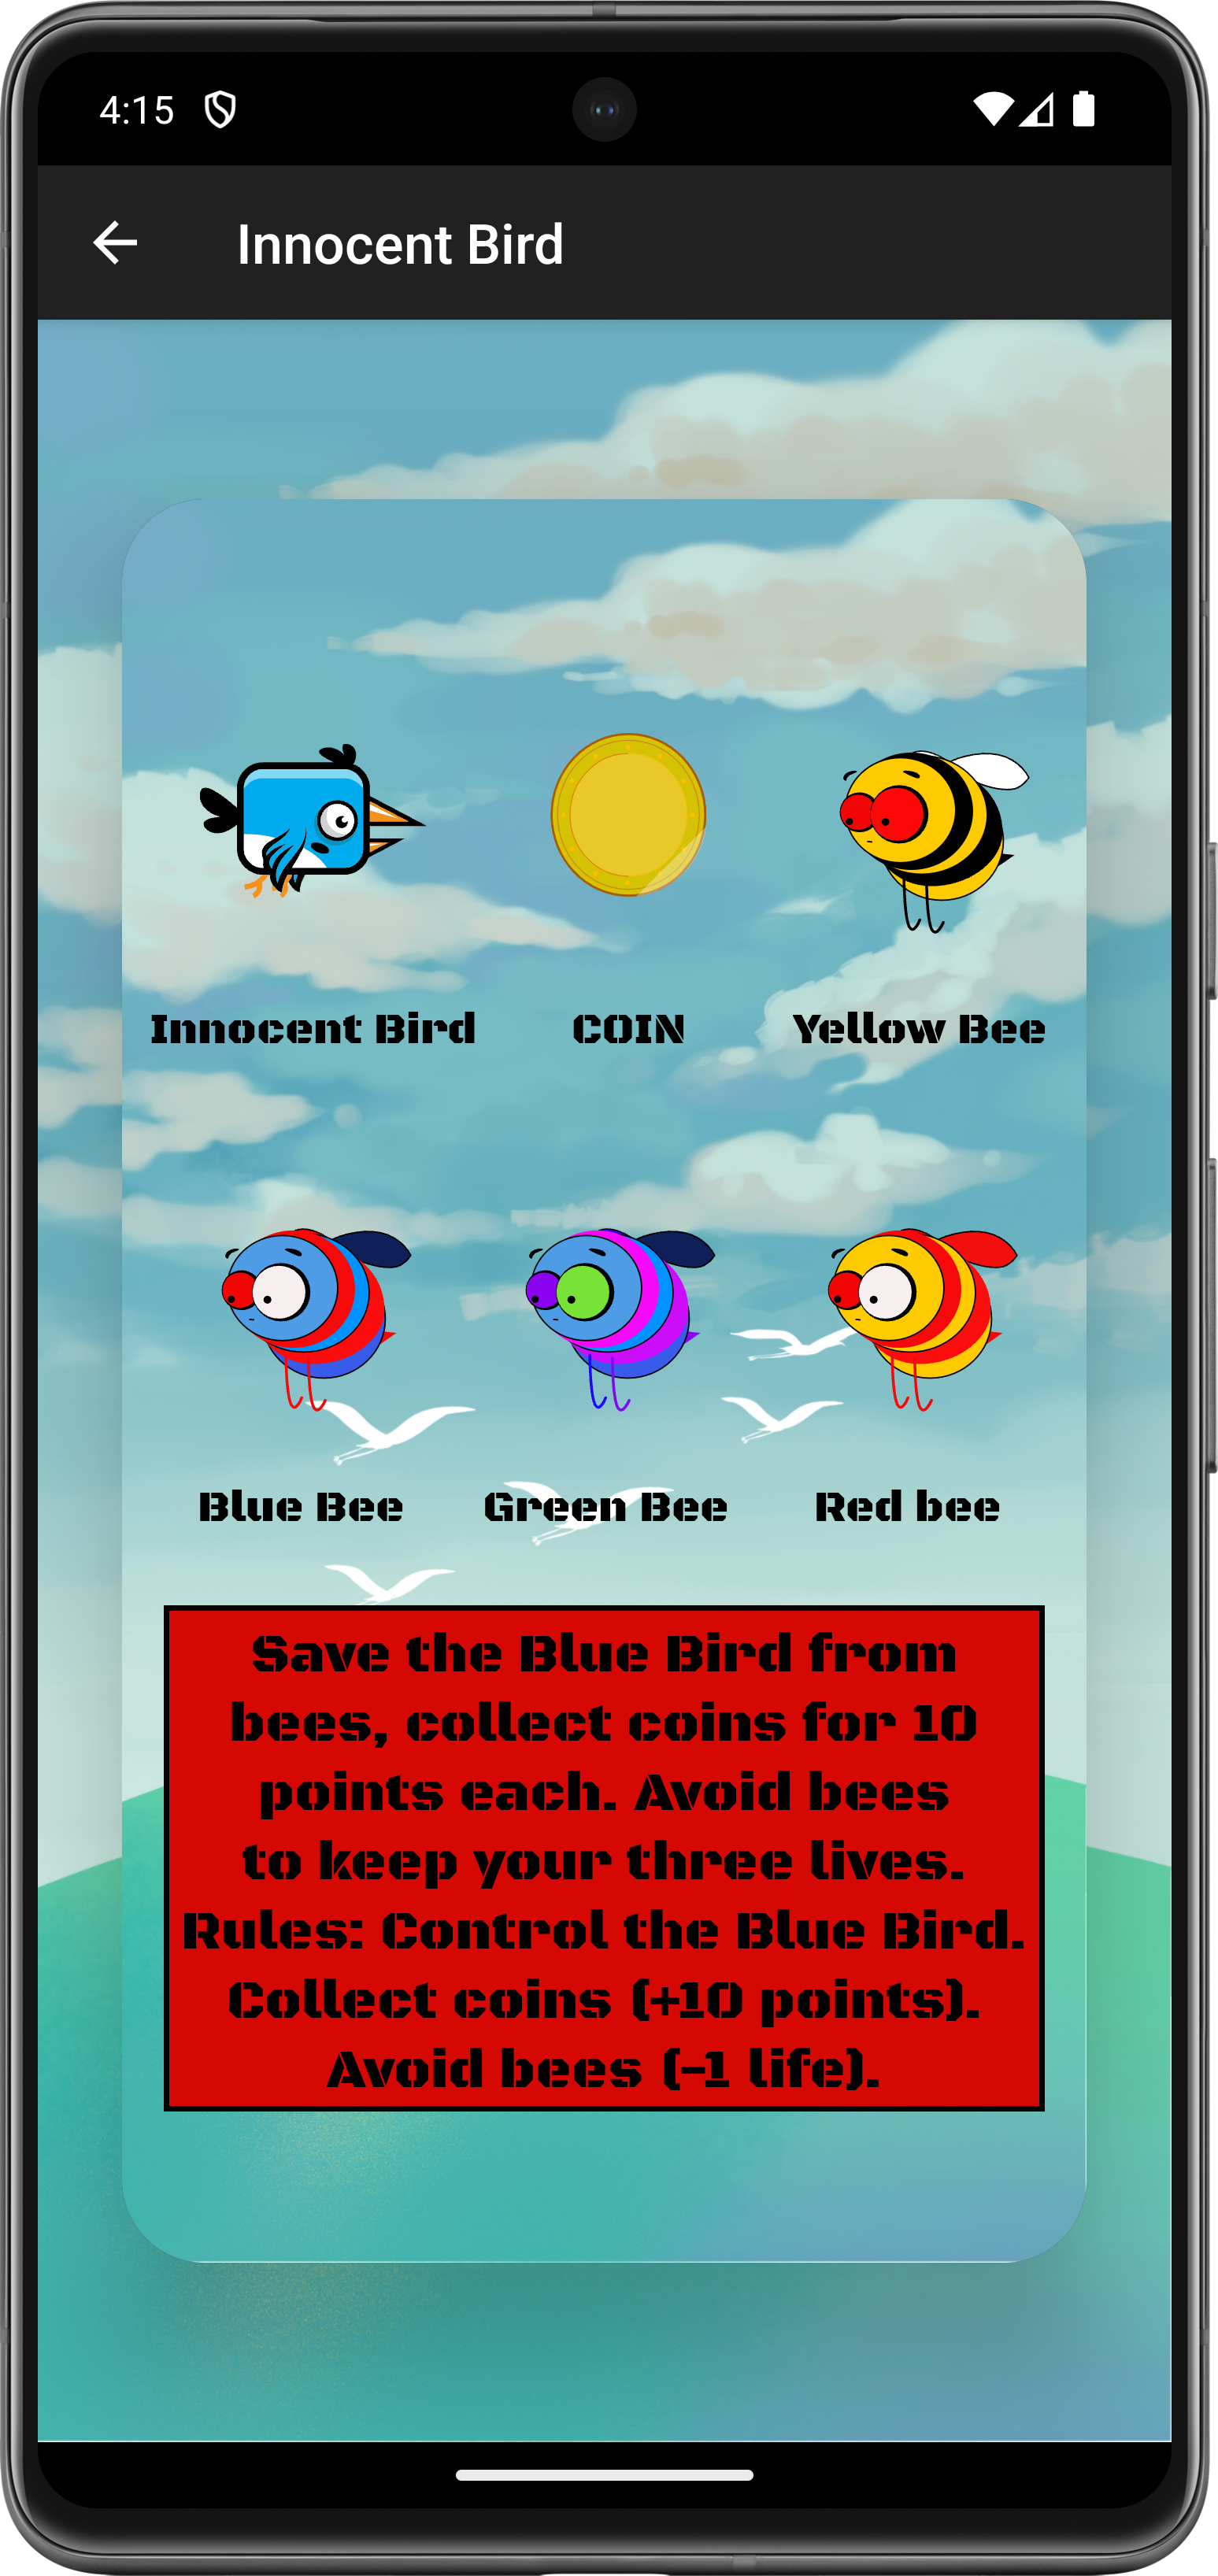 4:15
Innocent Bird
Innocent Bird COIN Yellow Bee
Blue Bee Green Bee Red bee
Save the Blue Bird from
bees, collect coins for 10
points each. Avoid bees
to keep your three lives.
Rules: Control the Blue Bird.
Collect coins (+10 points).
Avoid bees (-1 life).